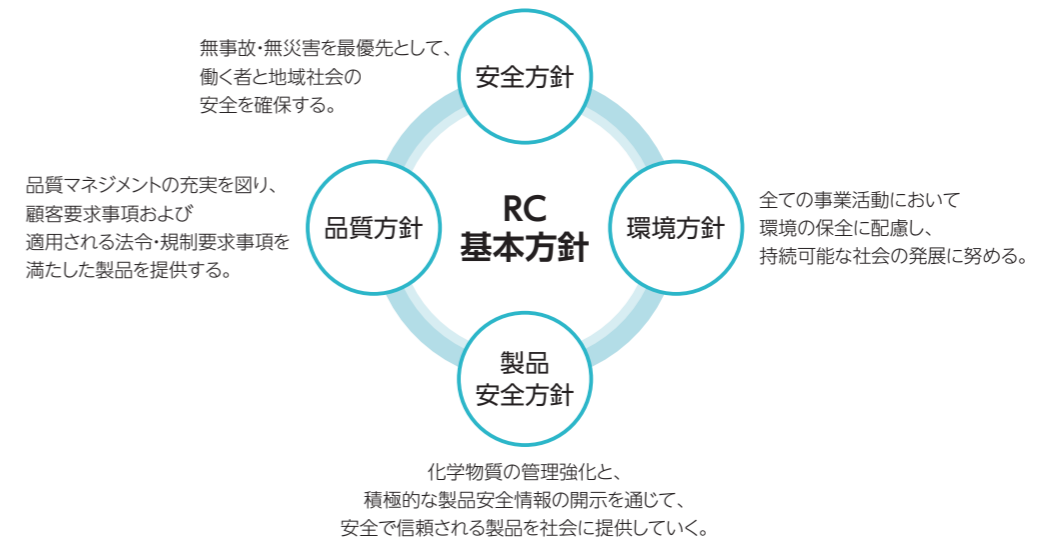 無事故・無災害を最優先として、
働く者と地域社会の
安全を確保する。
安全方針
品質マネジメントの充実を図り、
顧客要求事項および
適用される法令・規制要求事項を
満たした製品を提供する。
品質方針
RC
基本方針
環境方針
全ての事業活動において
環境の保全に配慮し、
持続可能な社会の発展に努める。
製品
安全方針
化学物質の管理強化と、
積極的な製品安全情報の開示を通じて、
安全で信頼される製品を社会に提供していく。